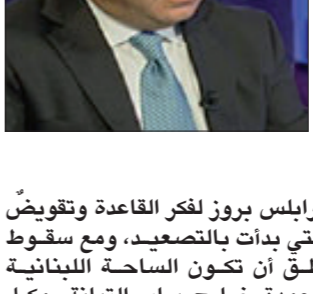 رابلس بروز لفكر القاعدة وتقويضٌ
تي بدأت بالتصعيد، ومع سقوط
لق أن تكون الساحة اللبنانية